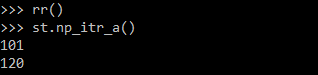 >>> rr()
>>> st.np_itr_a()
101
120